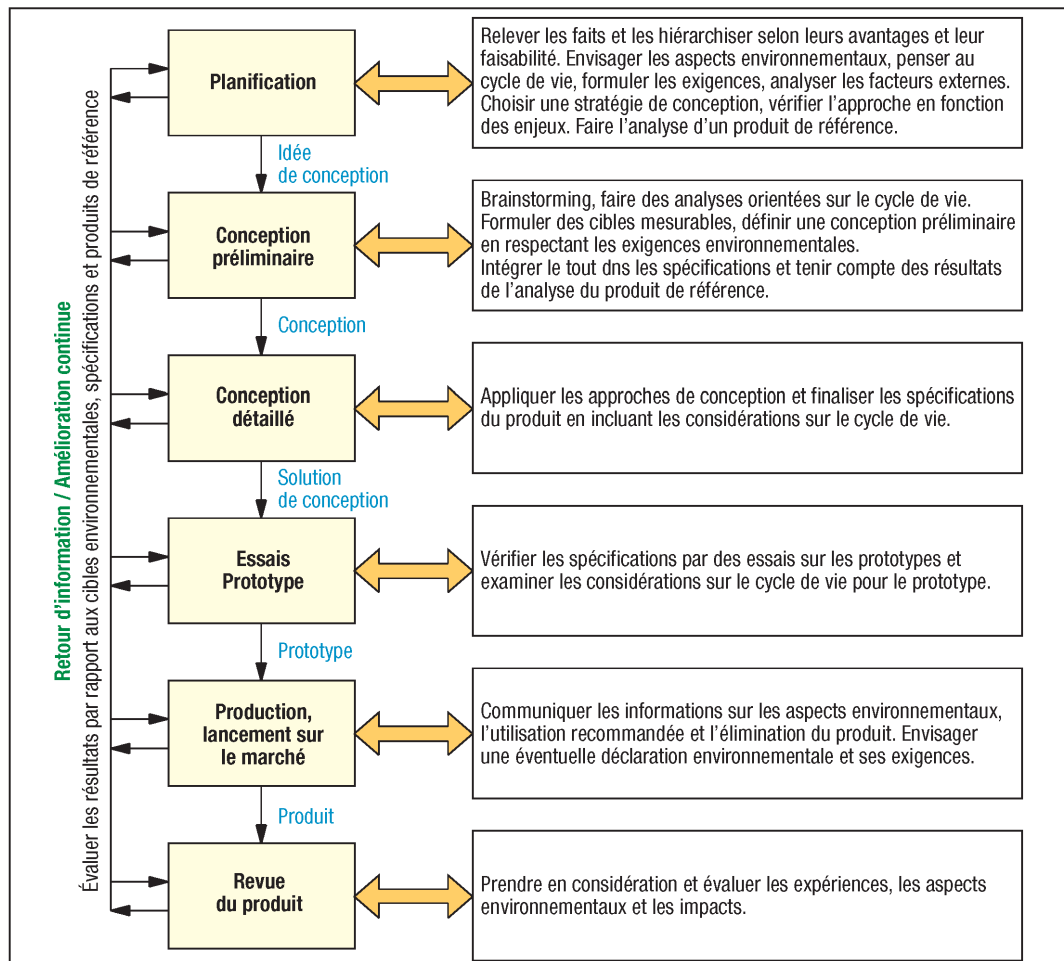 Retour d’information / Amélioration continue
Évaluer les résultats par rapport aux cibles environnementales, spécifications et produits de référence
Planification
Relever les faits et les hiérarchiser selon leurs avantages et leur
faisabilité. Envisager les aspects environnementaux, penser au
cycle de vie, formuler les exigences, analyser les facteurs externes.
Choisir une stratégie de conception, vérifier l’approche en fonction
des enjeux. Faire l’analyse d’un produit de référence.
Idée
de conception
Conception
préliminaire
Brainstorming, faire des analyses orientées sur le cycle de vie.
Formuler des cibles mesurables, définir une conception préliminaire
en respectant les exigences environnementales.
Intégrer le tout dns les spécifications et tenir compte des résultats
de l’analyse du produit de référence.
Conception
Conception
détaillé
Appliquer les approches de conception et finaliser les spécifications
du produit en incluant les considérations sur le cycle de vie.
Solution
de conception
Essais
Prototype
Vérifier les spécifications par des essais sur les prototypes et
examiner les considérations sur le cycle de vie pour le prototype.
Prototype
Production,
lancement sur
le marché
Communiquer les informations sur les aspects environnementaux,
l’utilisation recommandée et l’élimination du produit. Envisager
une éventuelle déclaration environnementale et ses exigences.
Produit
Revue
du produit
Prendre en considération et évaluer les expériences, les aspects
environnementaux et les impacts.